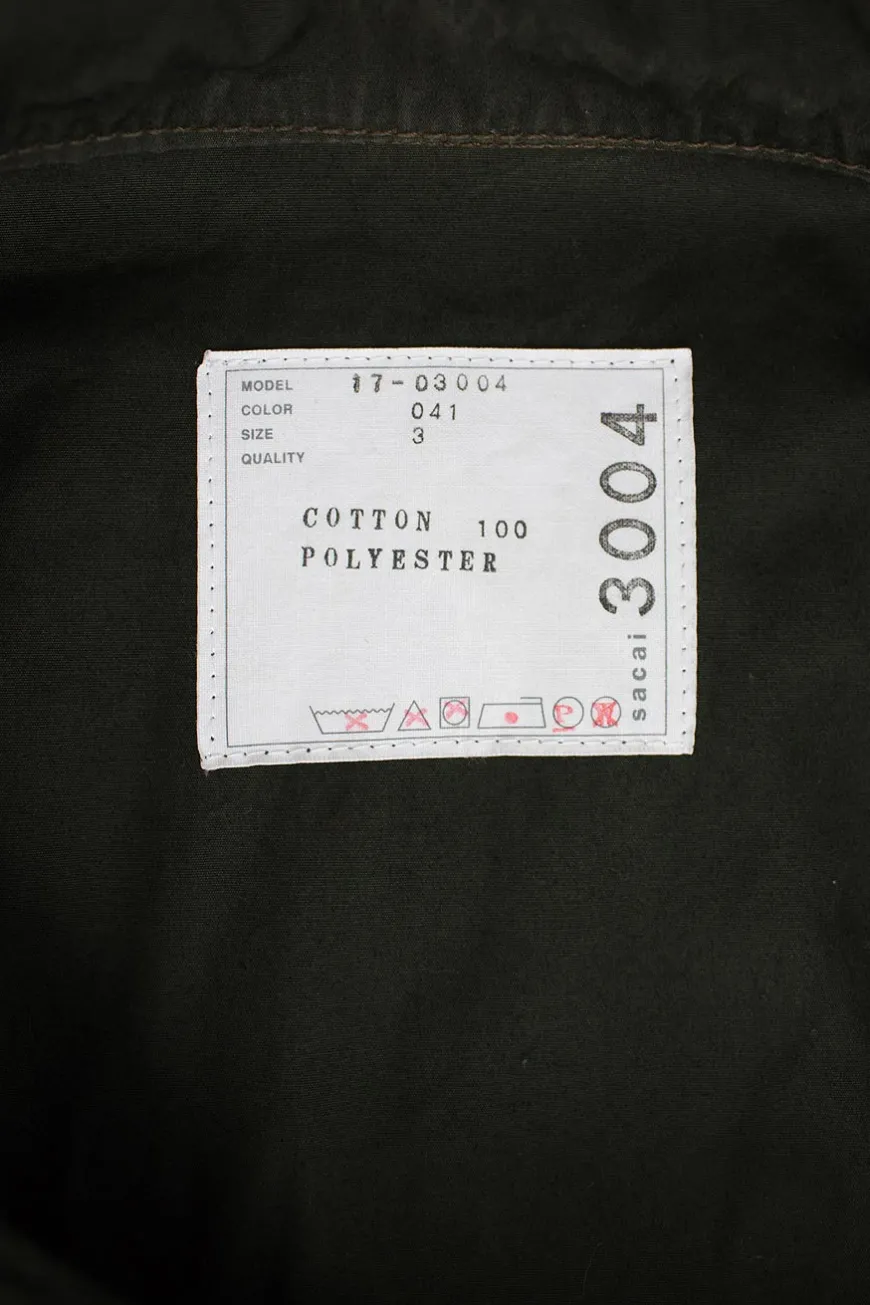 MODEL 17-03004
COLOR 041
SIZE 3
QUALITY
COTTON 100
POLYESTER
sacai 3004
P